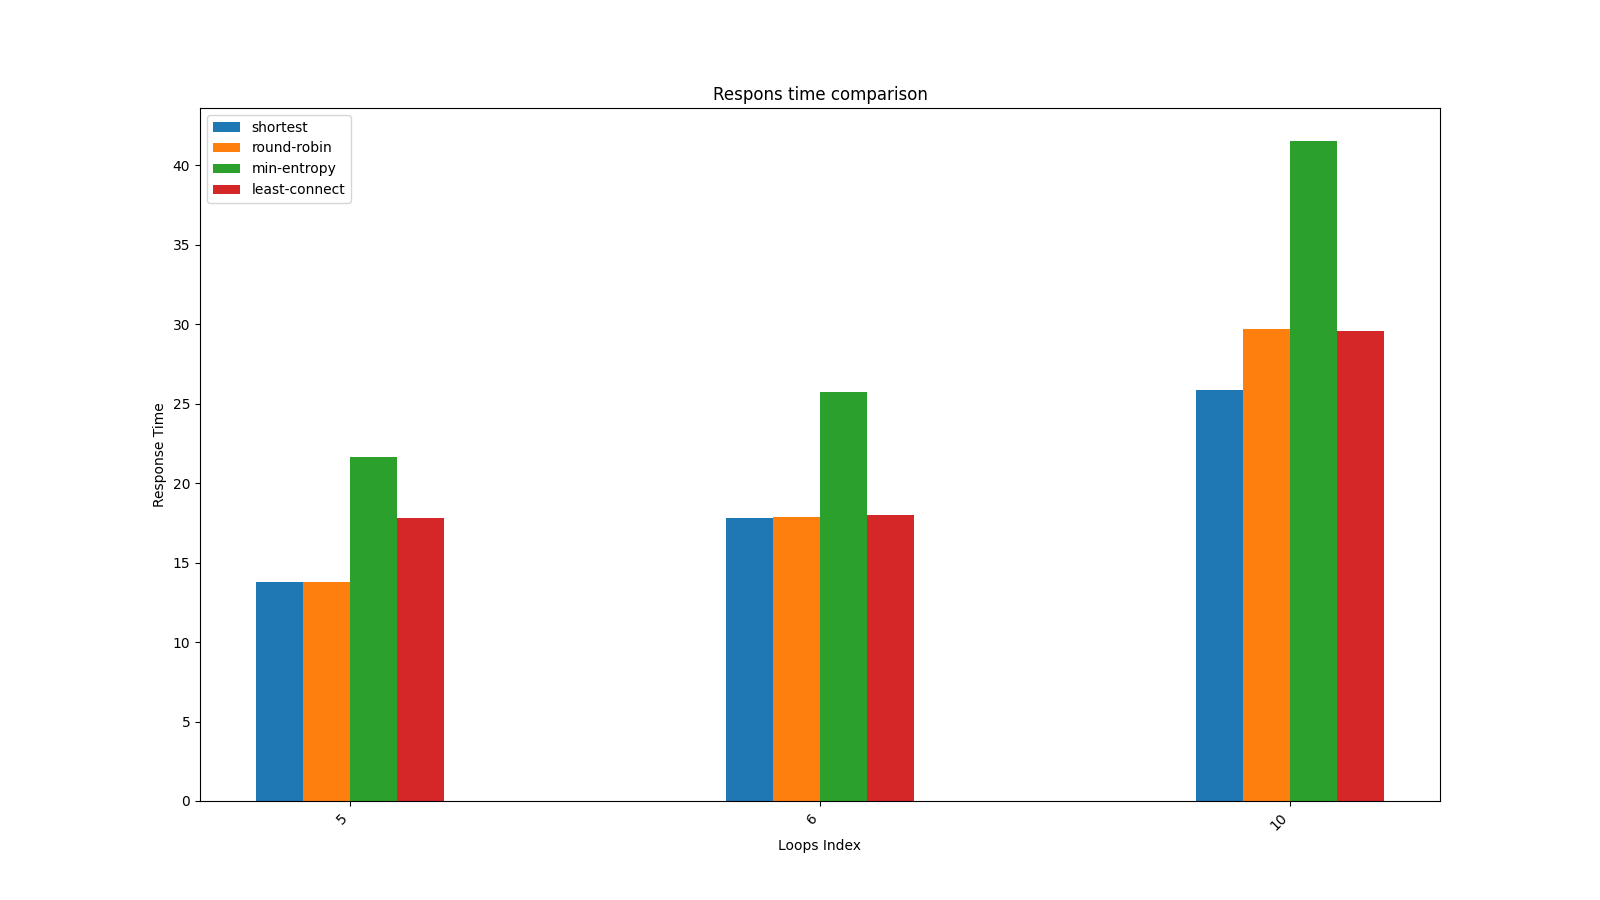 Respons time comparison
shortest
round-robin
min-entropy
least-connect
40
35
30
25
20
15
10
5
0
Response Time
5
6
10
Loops Index